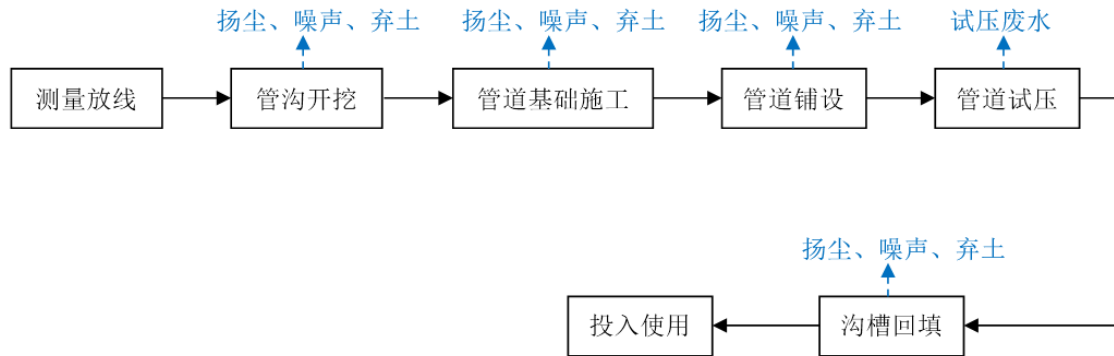 扬尘、噪声、弃土
扬尘、噪声、弃土
扬尘、噪声、弃土
试压废水
测量放线
管沟开挖
管道基础施工
管道铺设
管道试压
扬尘、噪声、弃土
投入使用
沟槽回填